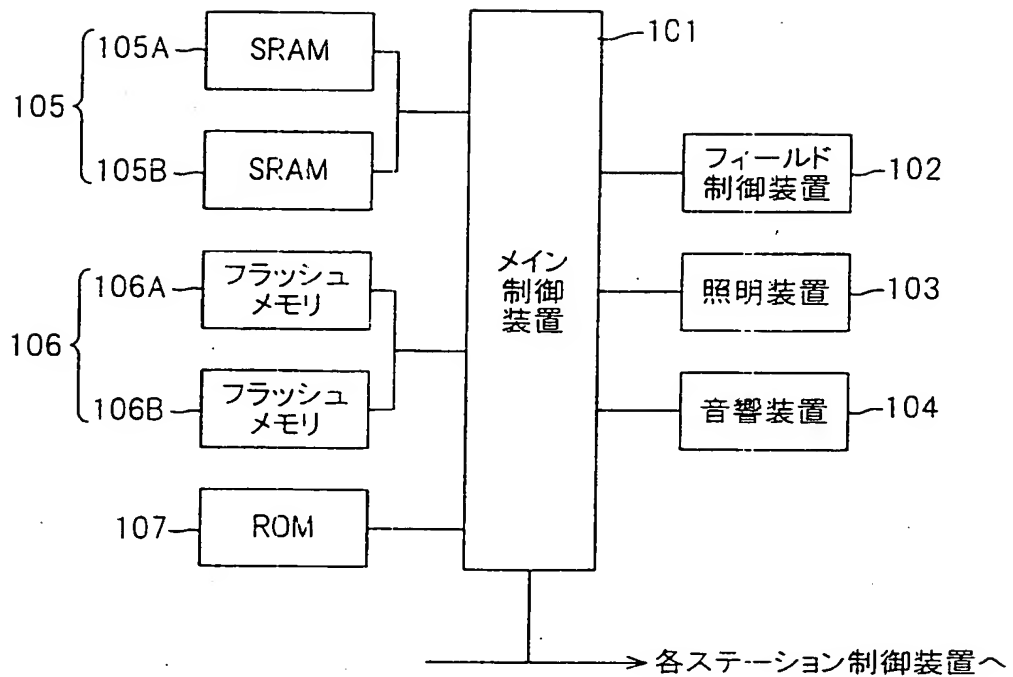 105
105A
SRAM
105B
SRAM
106
106A
フラッシュ
メモリ
106B
フラッシュ
メモリ
107
ROM
メイン
制御
装置
101
フィールド
制御装置
102
照明装置
103
音響装置
104
各ステーション制御装置へ